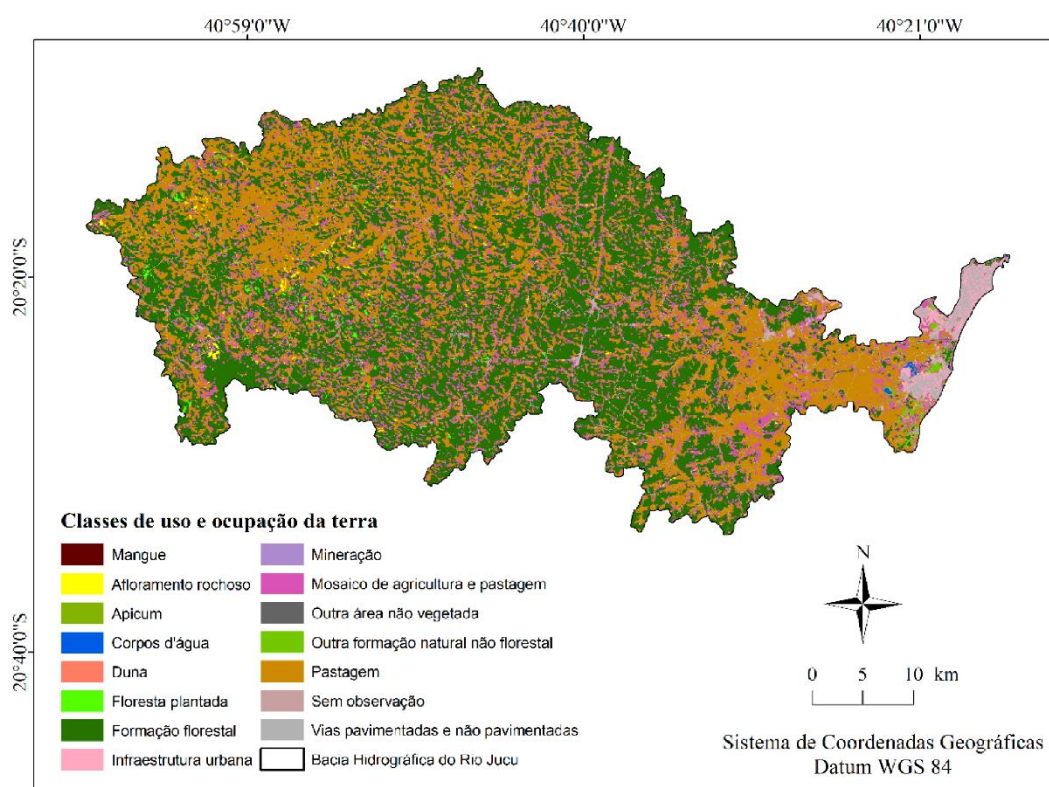 40°59'0"W 40°40'0"W 40°21'0"W
20°20'0"S
20°40'0"S
Classes de uso e ocupação da terra
Mangue
Afloramento rochoso
Apicum
Corpos d'água
Duna
Floresta plantada
Formação florestal
Infraestrutura urbana
Mineração
Mosaico de agricultura e pastagem
Outra área não vegetada
Outra formação natural não florestal
Pastagem
Sem observação
Vias pavimentadas e não pavimentadas
Bacia Hidrográfica do Rio Jucu
N
0 5 10 km
Sistema de Coordenadas Geográficas
Datum WGS 84